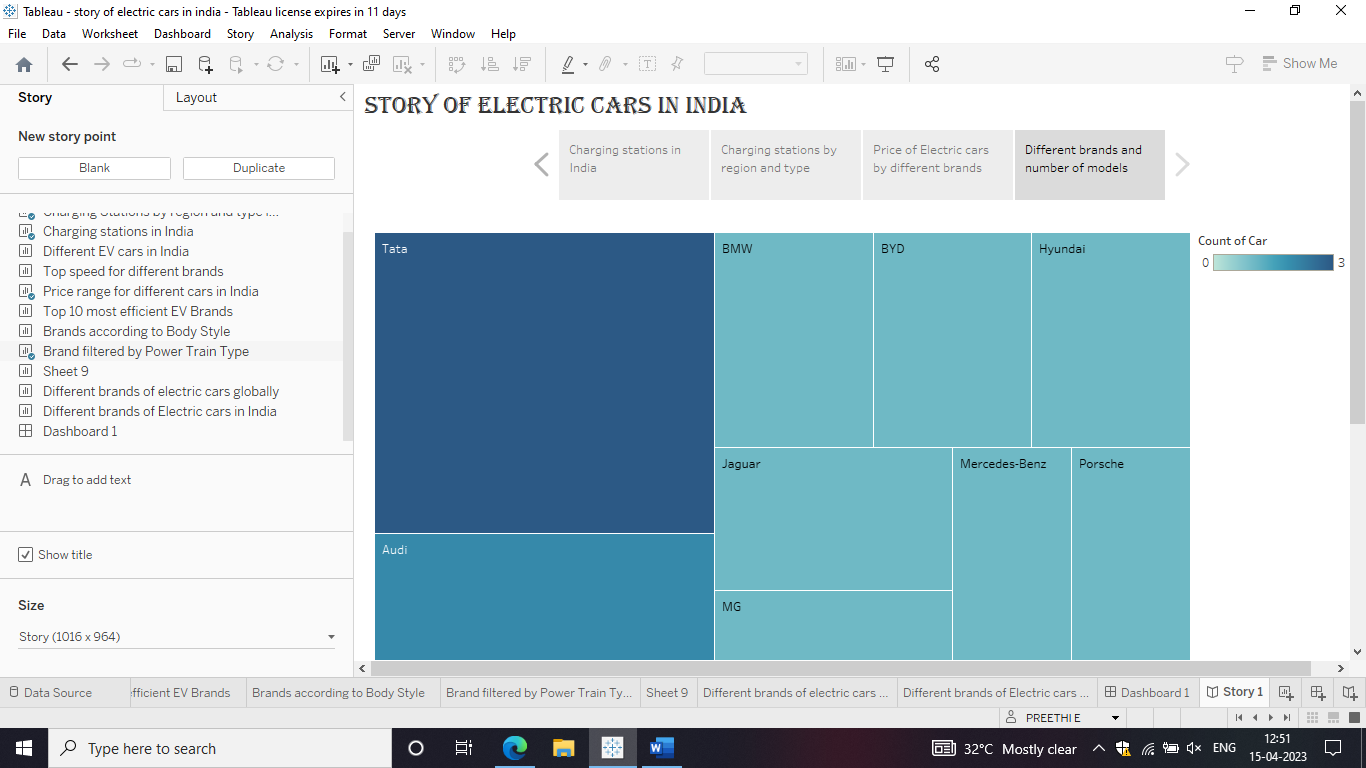 Tableau - story of electric cars in india - Tableau license expires in 11 days
File Data Worksheet Dashboard Story Analysis Format Server Window Help
Show Me
Story Layout
New story point
Blank Duplicate
Charging Stations by region and type
Charging stations in India
Different EV cars in India
Top speed for different brands
Price range for different cars in India
Top 10 most efficient EV Brands
Brands according to Body Style
Brand filtered by Power Train Type
Sheet 9
Different brands of electric cars globally
Different brands of Electric cars in India
Dashboard 1
A Drag to add text
Show title
Size
Story (1016 x 964)
STORY OF ELECTRIC CARS IN INDIA
Charging stations in
India
Charging stations by
region and type
Price of Electric cars
by different brands
Different brands and
number of models
Tata
BMW
BYD
Hyundai
Audi
Jaguar
Mercedes-Benz
Porsche
MG
Count of Car
0 3
Data Source efficient EV Brands Brands according to Body Style Brand filtered by Power Train Ty... Sheet 9 Different brands of electric cars ... Different brands of Electric cars ... Dashboard 1 Story 1
PREETHI E
Type here to search
32°C Mostly clear
ENG
12:51
15-04-2023